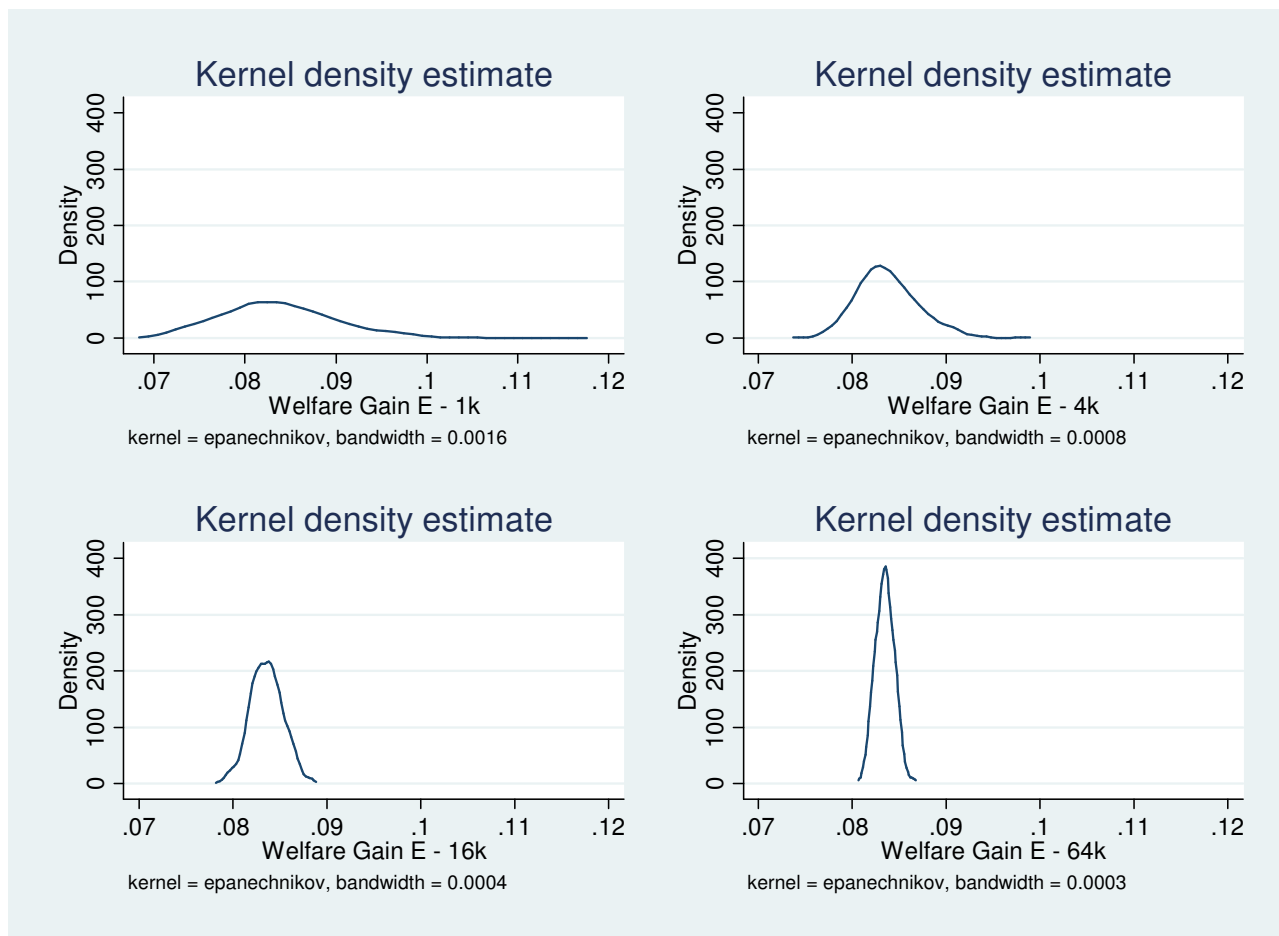 Kernel density estimate
Density
0 100 200 300 400
.07 .08 .09 .1 .11 .12
Welfare Gain E - 1k
kernel = epanechnikov, bandwidth = 0.0016
Kernel density estimate
Density
0 100 200 300 400
.07 .08 .09 .1 .11 .12
Welfare Gain E - 4k
kernel = epanechnikov, bandwidth = 0.0008
Kernel density estimate
Density
0 100 200 300 400
.07 .08 .09 .1 .11 .12
Welfare Gain E - 16k
kernel = epanechnikov, bandwidth = 0.0004
Kernel density estimate
Density
0 100 200 300 400
.07 .08 .09 .1 .11 .12
Welfare Gain E - 64k
kernel = epanechnikov, bandwidth = 0.0003